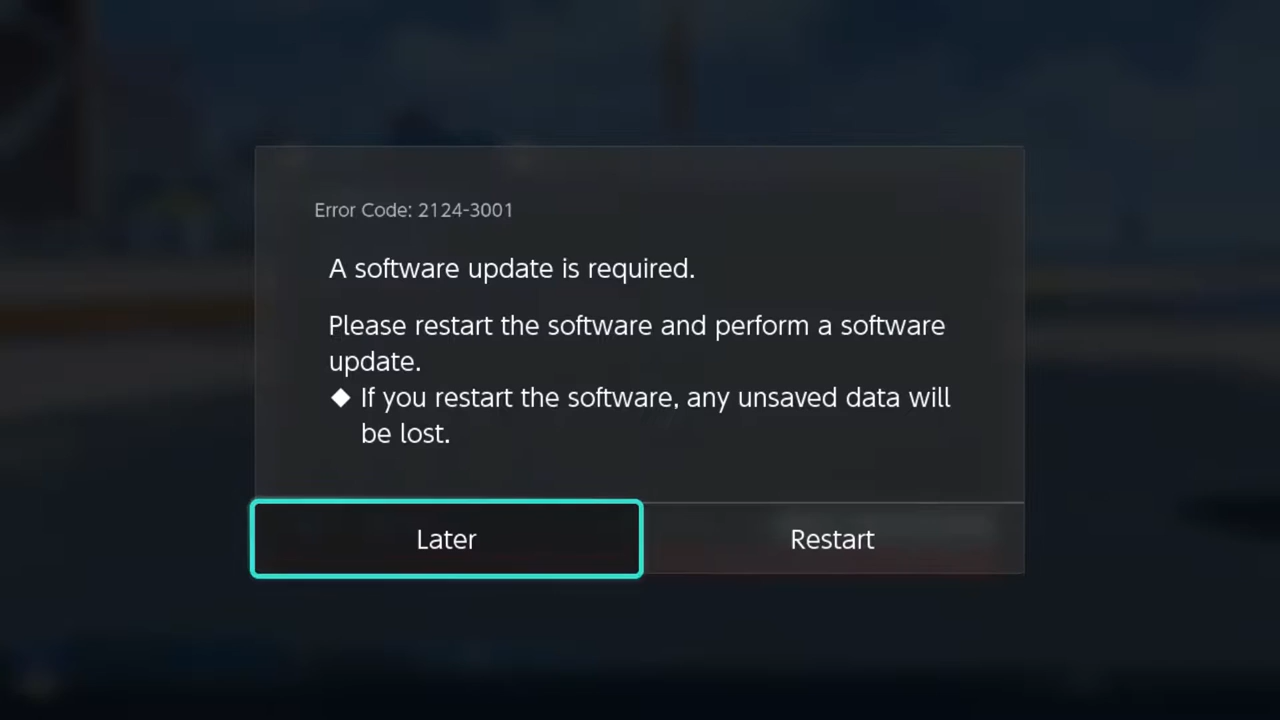 Error Code: 2124-3001
A software update is required.
Please restart the software and perform a software
update.
◆ If you restart the software, any unsaved data will
be lost.
Later
Restart